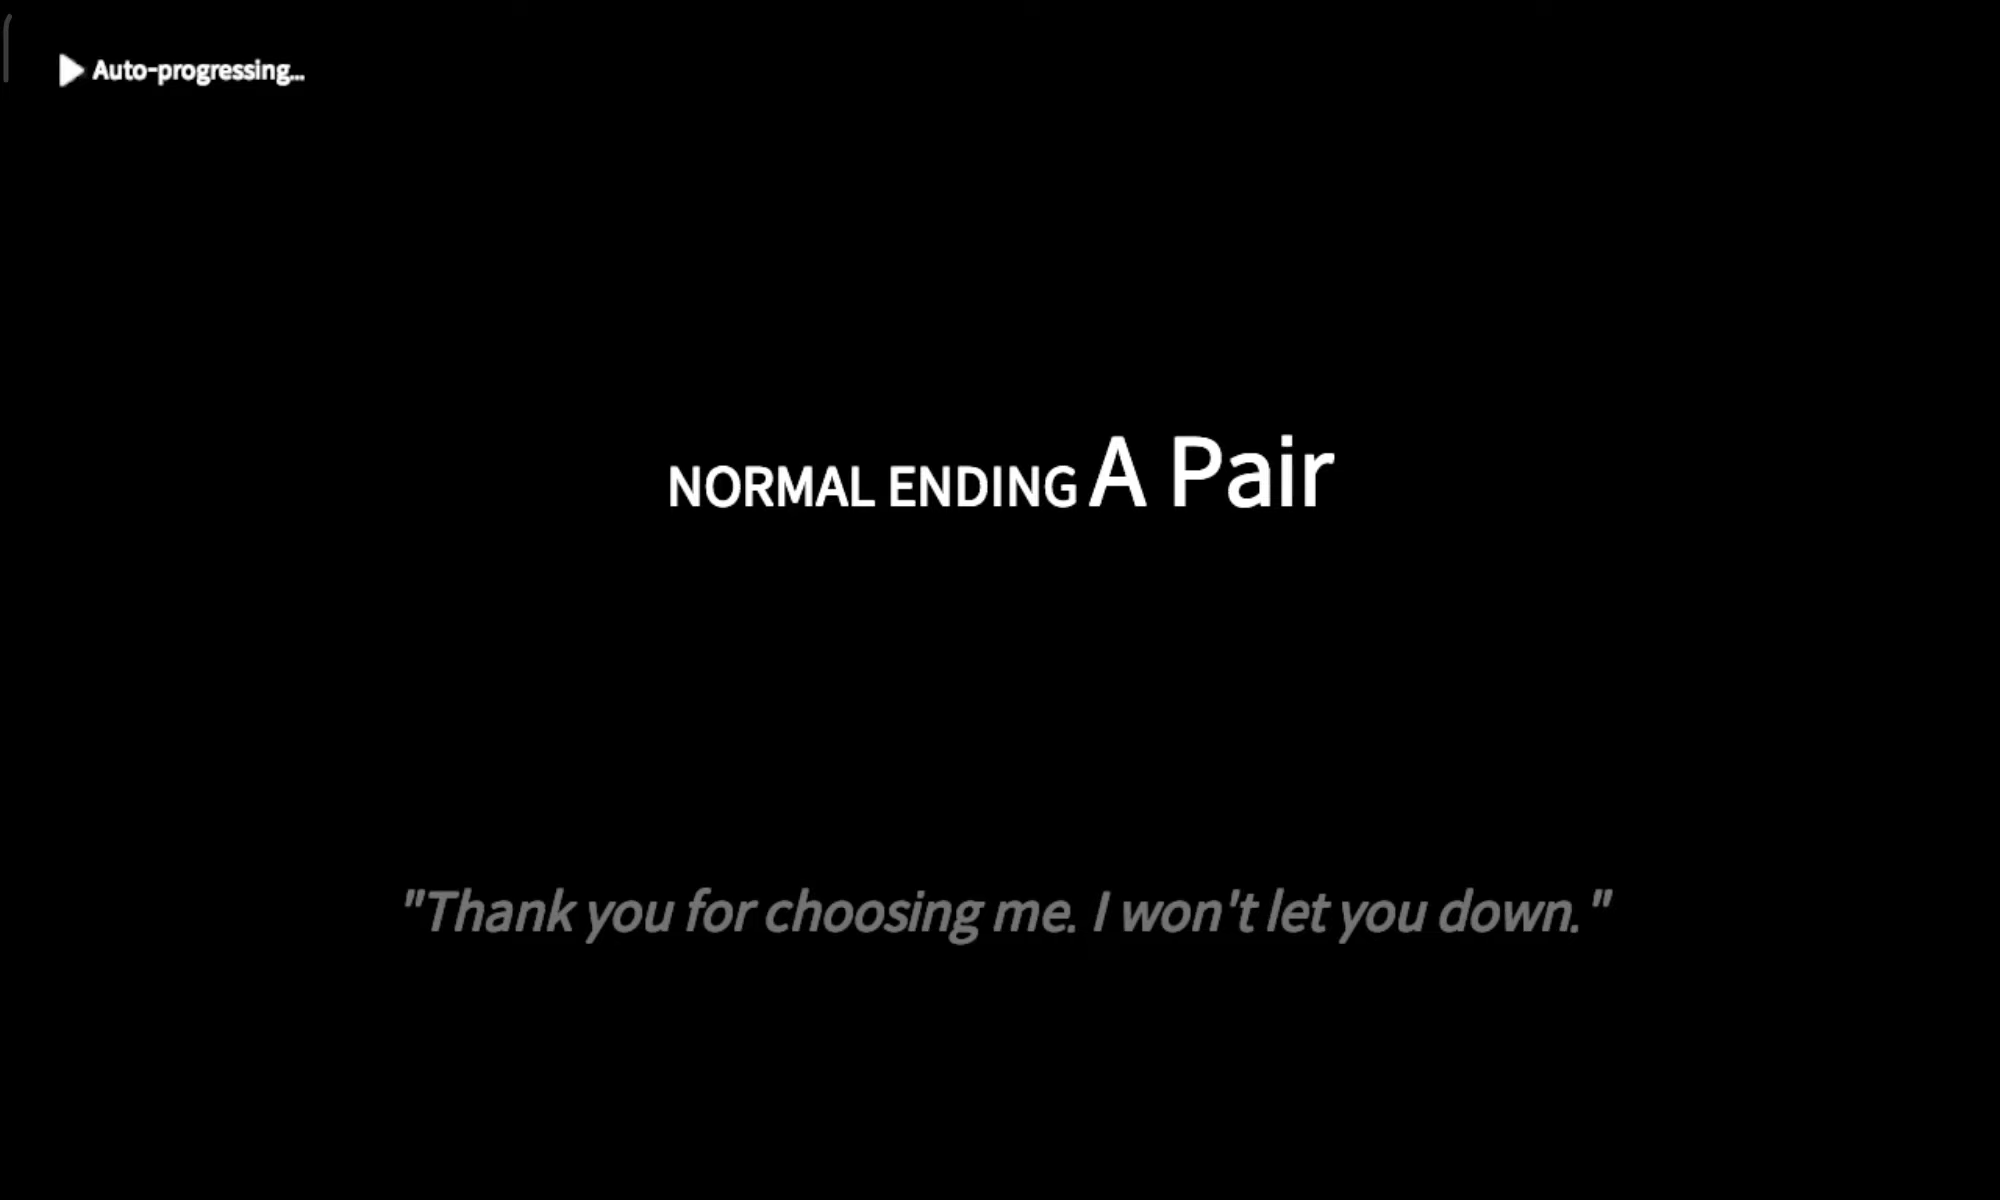 Auto-progressing...
NORMAL ENDING A Pair
"Thank you for choosing me. I won't let you down."